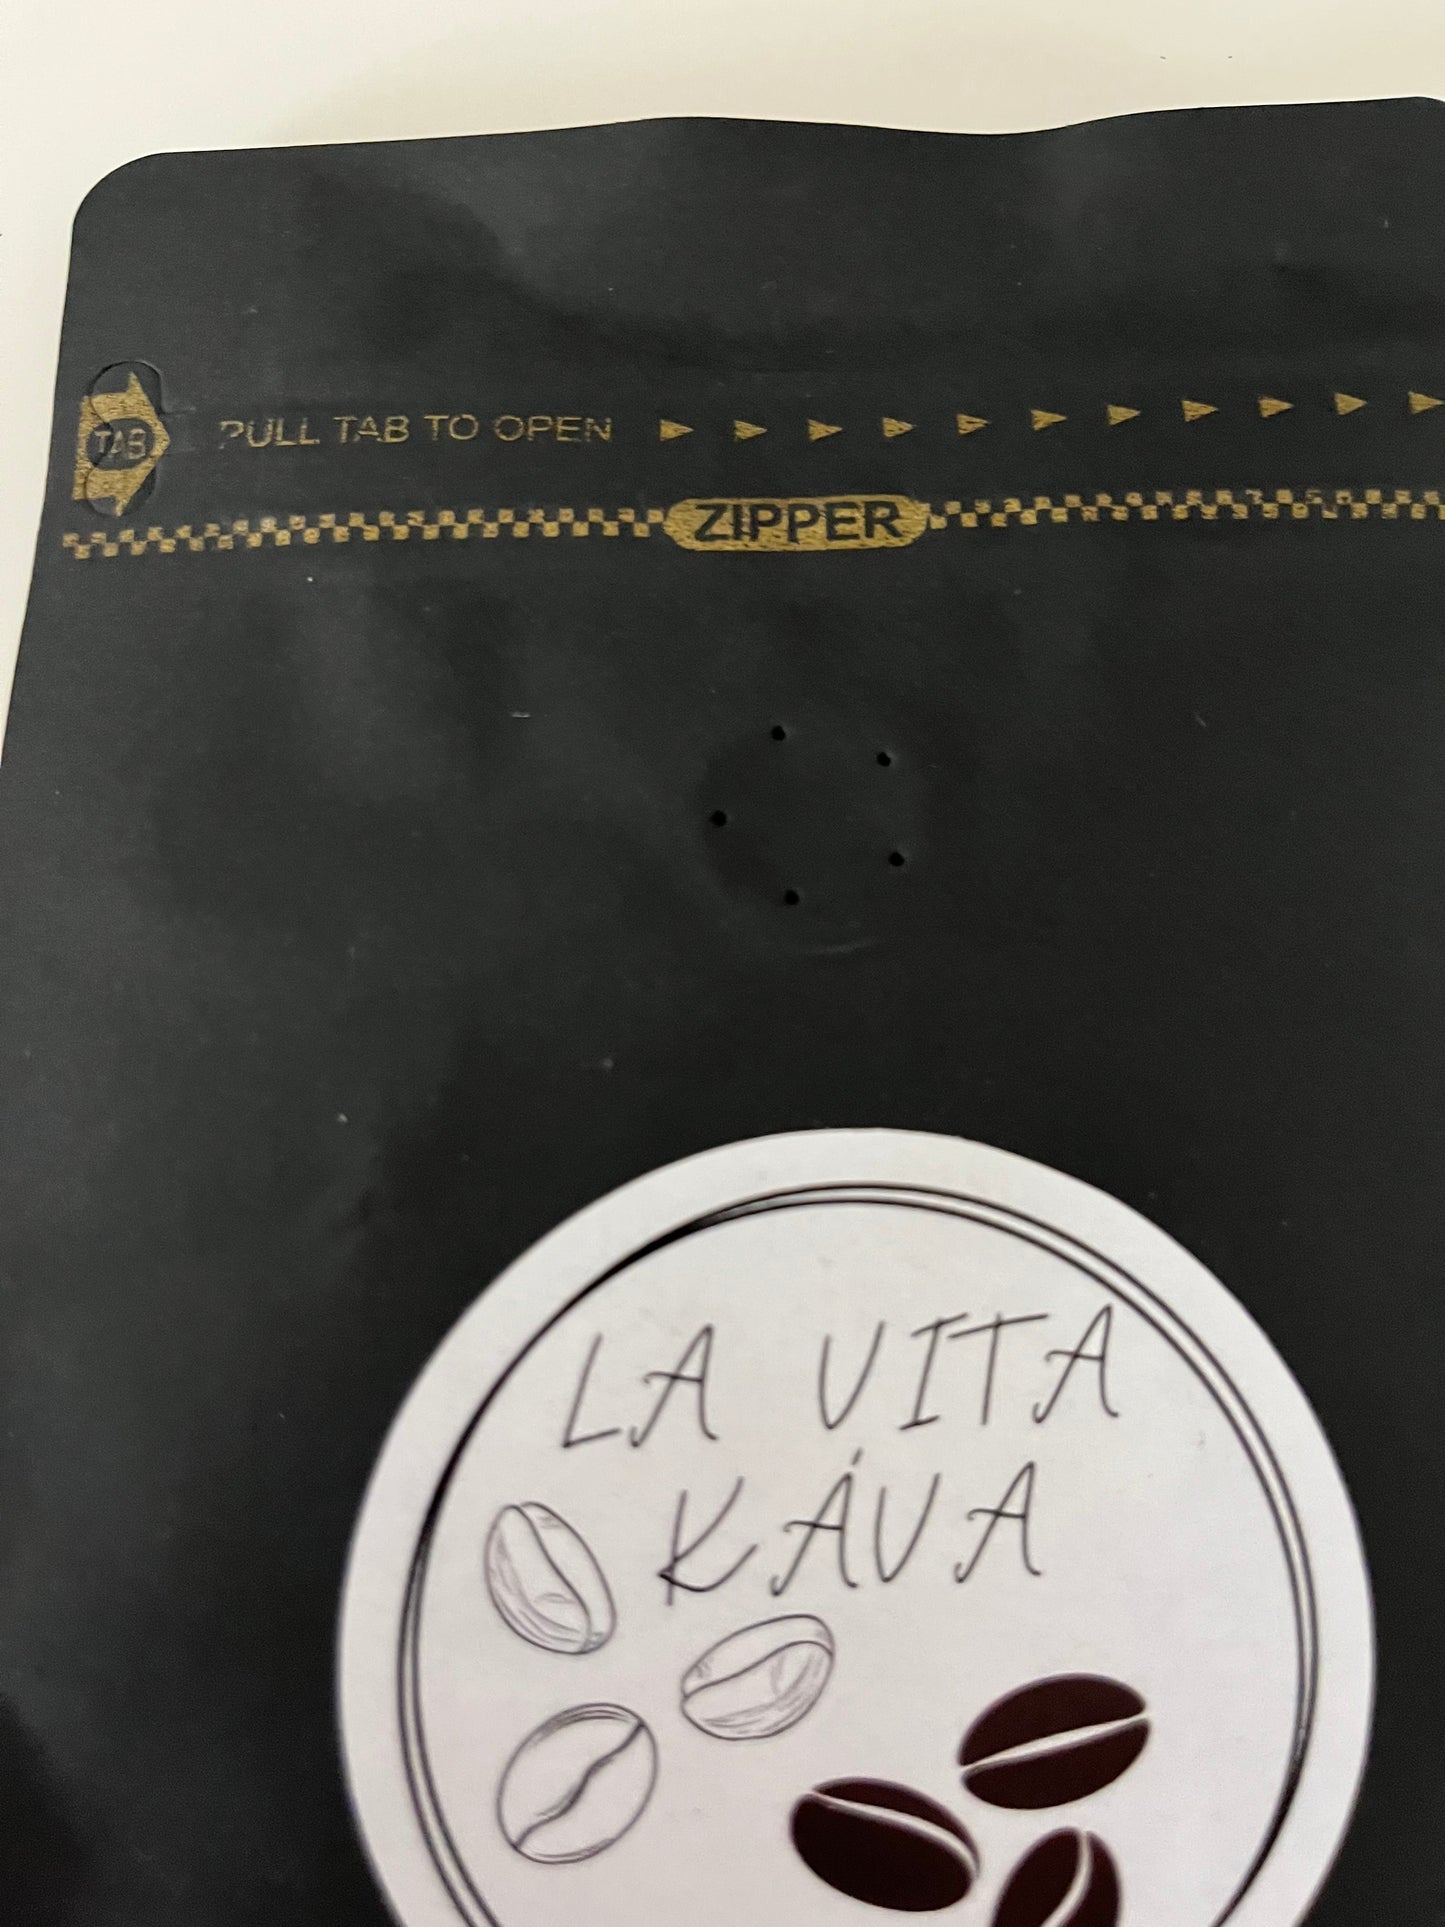 TAB
PULL TAB TO OPEN
ZIPPER
LA VITA
KÁVA